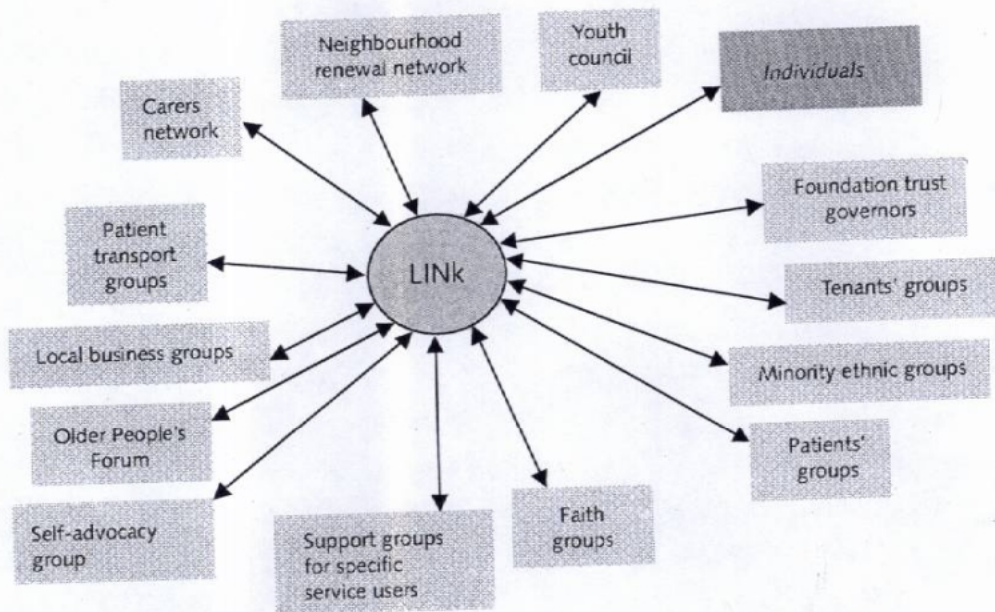 Neighbourhood
renewal network
Youth
council
Individuals
Carers
network
Foundation trust
governors
Patient
transport
groups
LINk
Tenants' groups
Local business groups
Minority ethnic groups
Older People's
Forum
Patients'
groups
Self-advocacy
group
Support groups
for specific
service users
Faith
groups